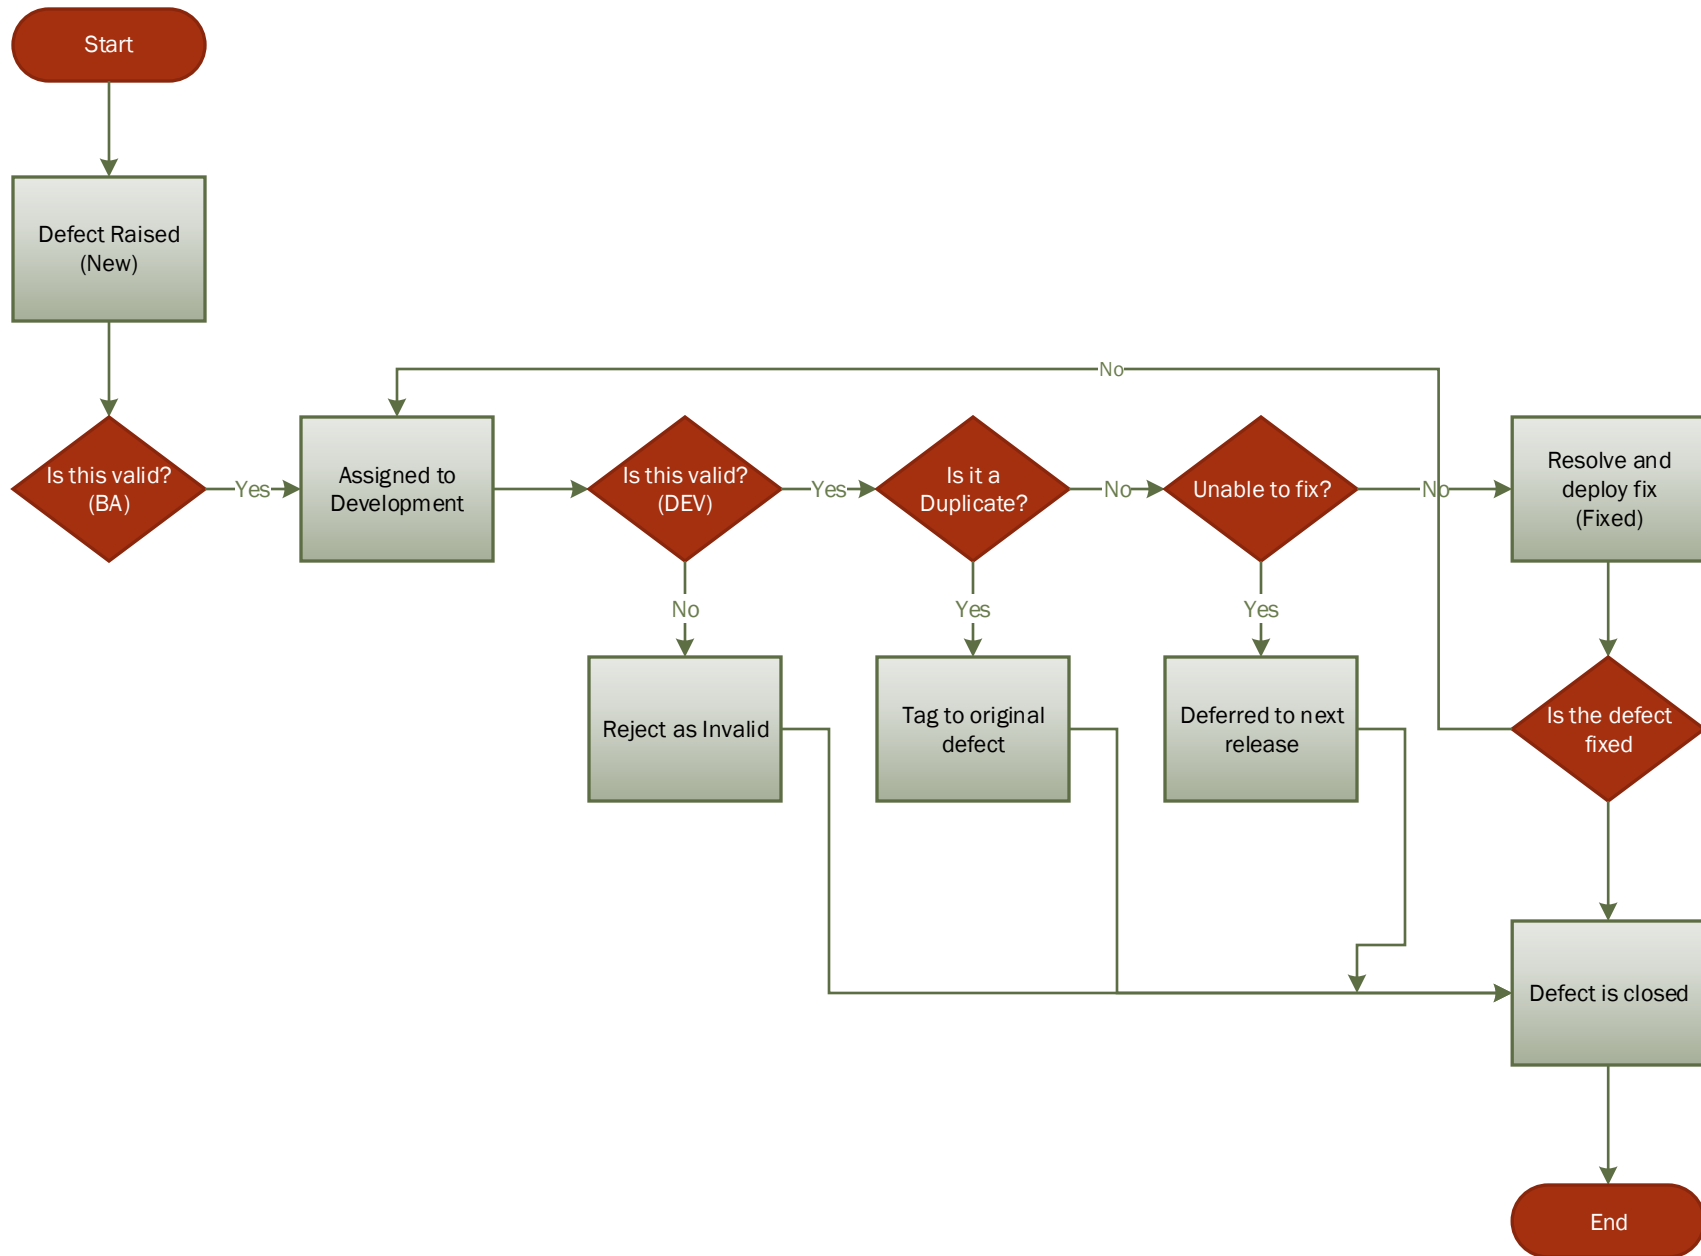 Start
Defect Raised
(New)
No
Is this valid?
(BA)
Yes
Assigned to
Development
Is this valid?
(DEV)
Yes
Is it a
Duplicate?
No
Unable to fix?
No
Resolve and
deploy fix
(Fixed)
No
Yes
Yes
Reject as Invalid
Tag to original
defect
Deferred to next
release
Is the defect
fixed
Defect is closed
End